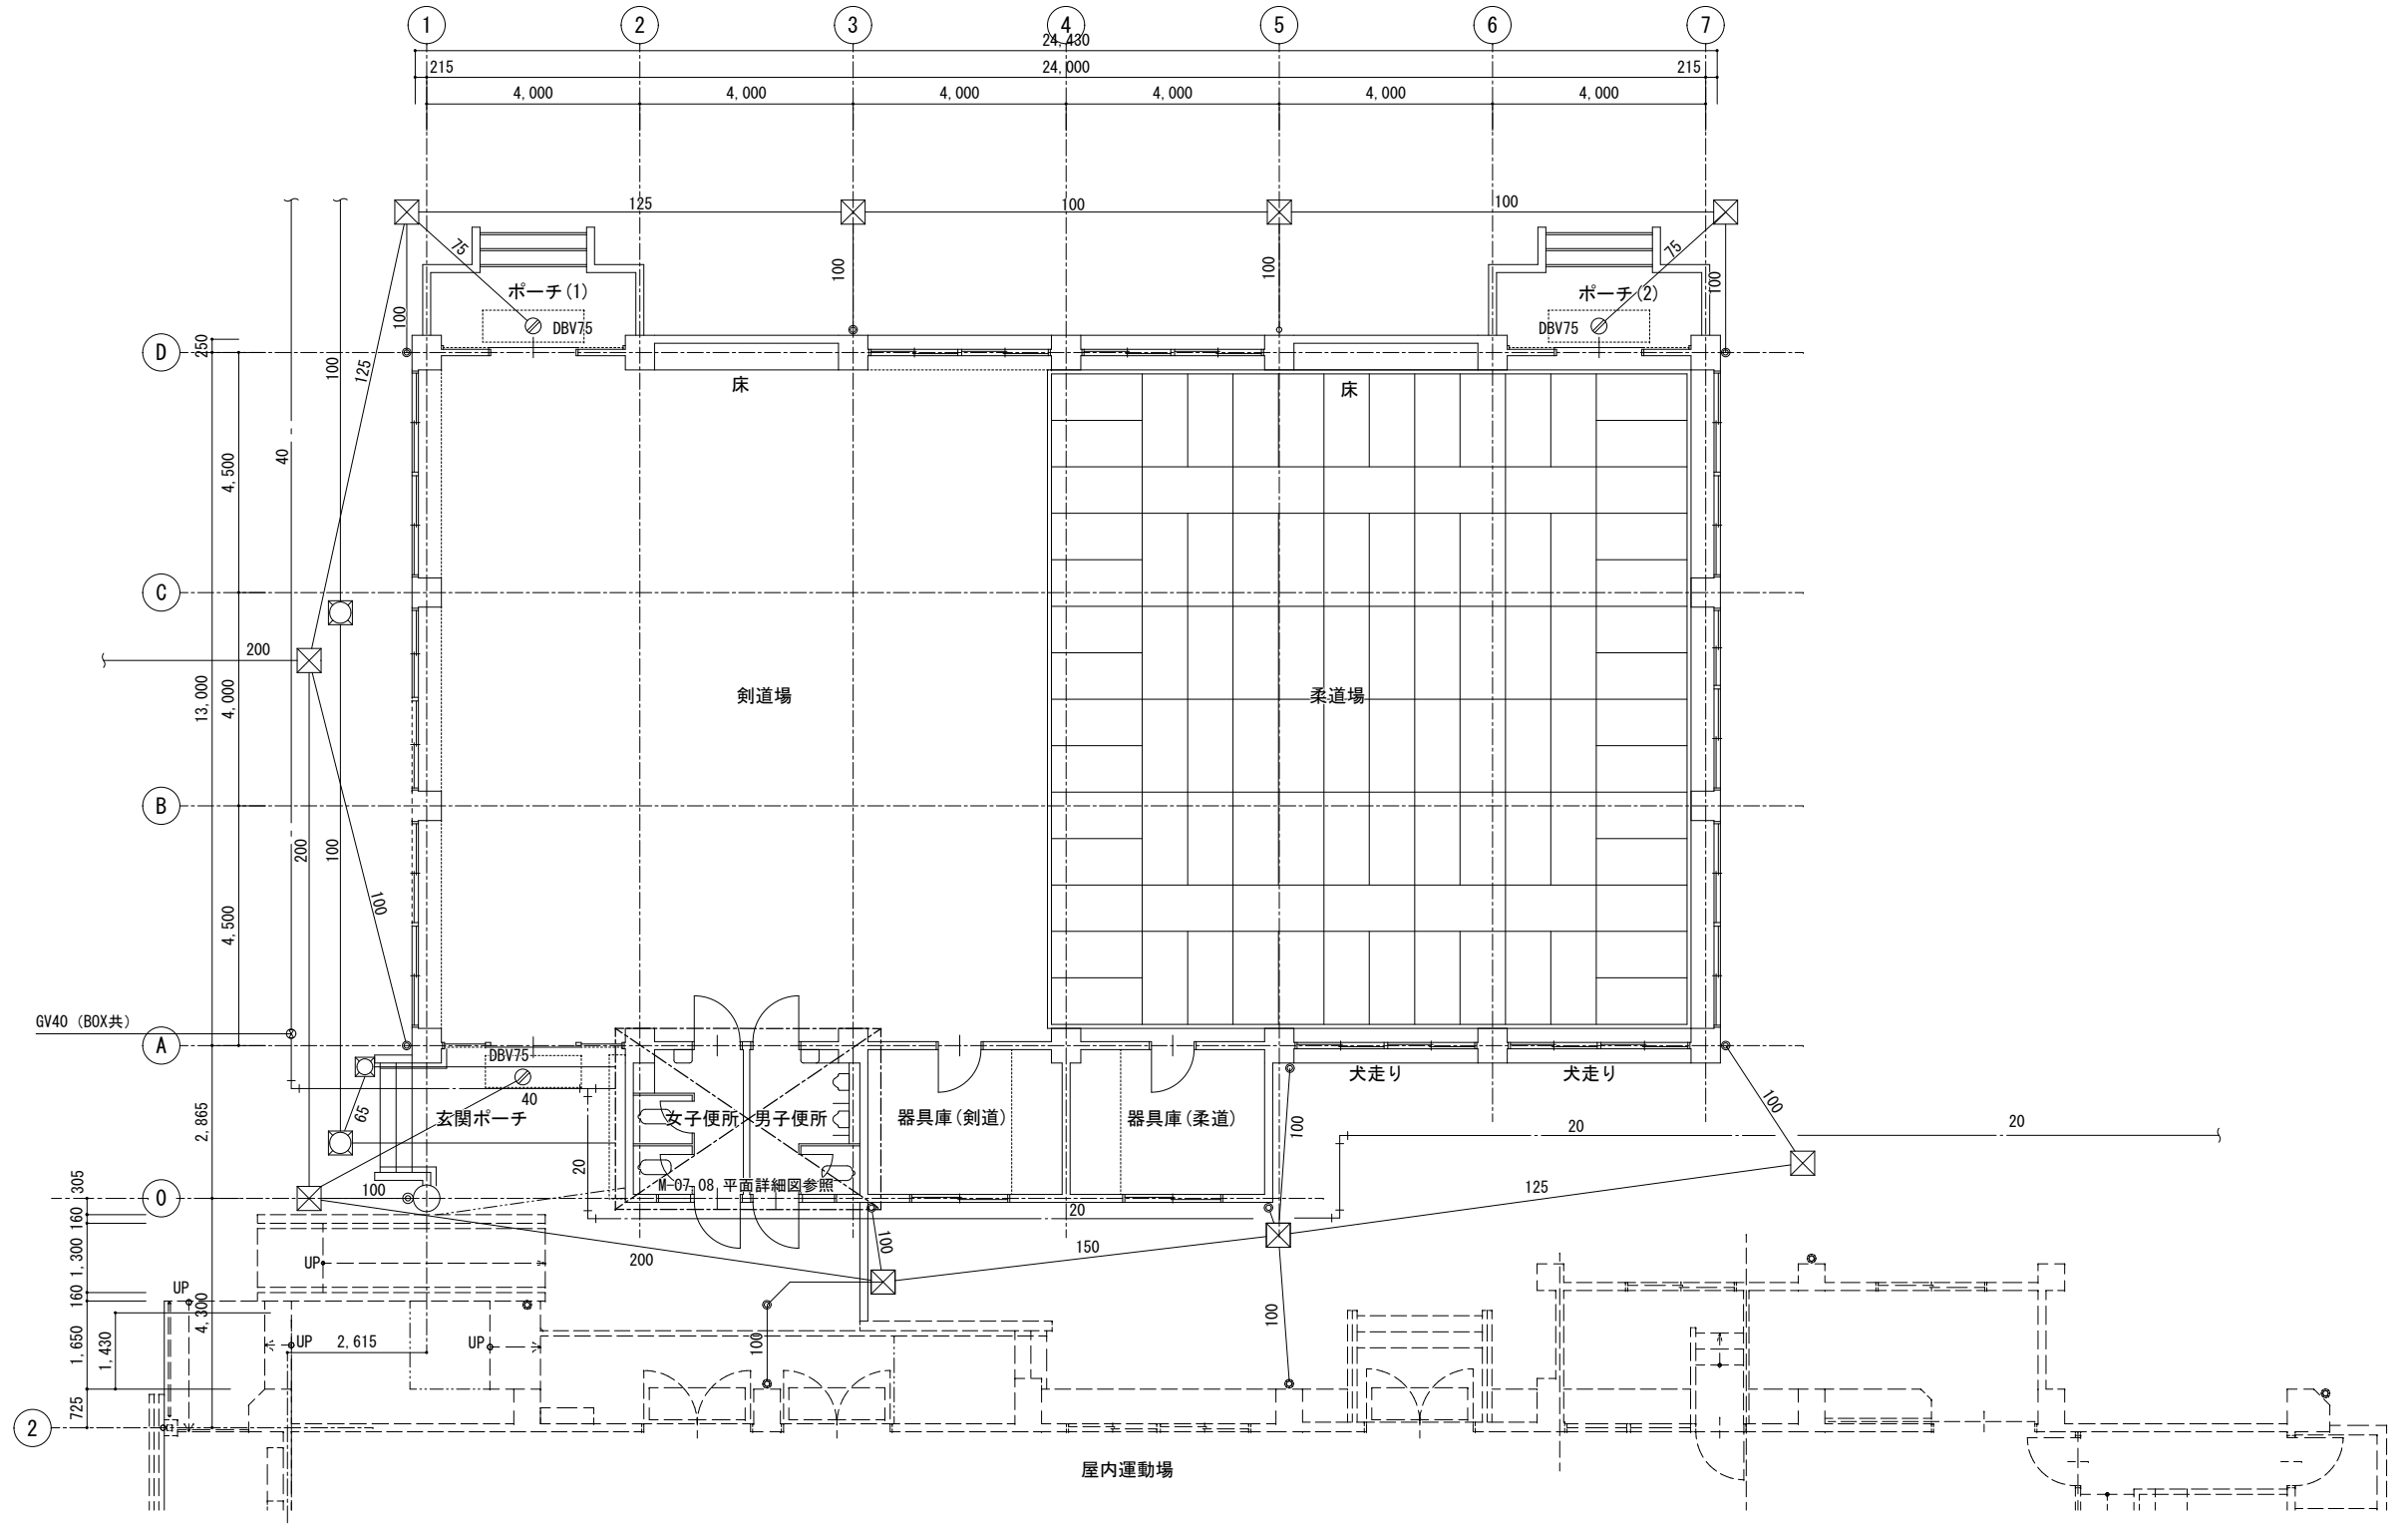 1 2 3 4 5 6 7
24,430
215 24,000 215
4,000 4,000 4,000 4,000 4,000 4,000
125 100 100
75 75
100 100 100 100
ポーチ(1) ポーチ(2)
DBV75 DBV75
D
250
100
125
床 床
40
4,500
C
200
13,000
4,000
剣道場 柔道場
B
200
100
100
4,500
GV40 (BOX共)
A
DBV75
犬走り 犬走り
40
65
玄関ポーチ
女子便所 男子便所
器具庫(剣道) 器具庫(柔道)
100
100
20 20
2,865
20
M-07,08 平面詳細図参照
0
100
305
125
20
160
1,300
160
UP
200
100
150
UP
4,300
1,650
1,430
UP
2,615
UP
100
100
725
2
屋内運動場